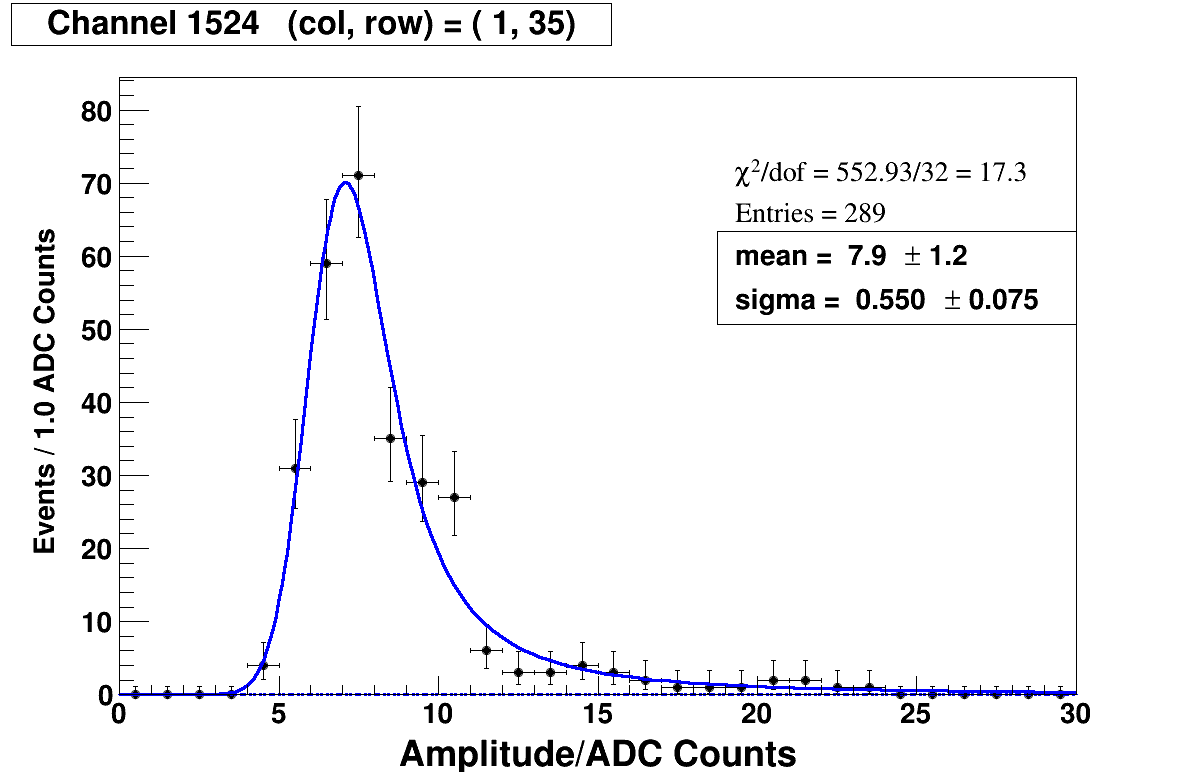 Channel 1524 (col, row) = ( 1, 35)
χ²/dof = 552.93/32 = 17.3
Entries = 289
mean = 7.9 ± 1.2
sigma = 0.550 ± 0.075
Events / 1.0 ADC Counts
80
70
60
50
40
30
20
10
0
0 5 10 15 20 25 30
Amplitude/ADC Counts